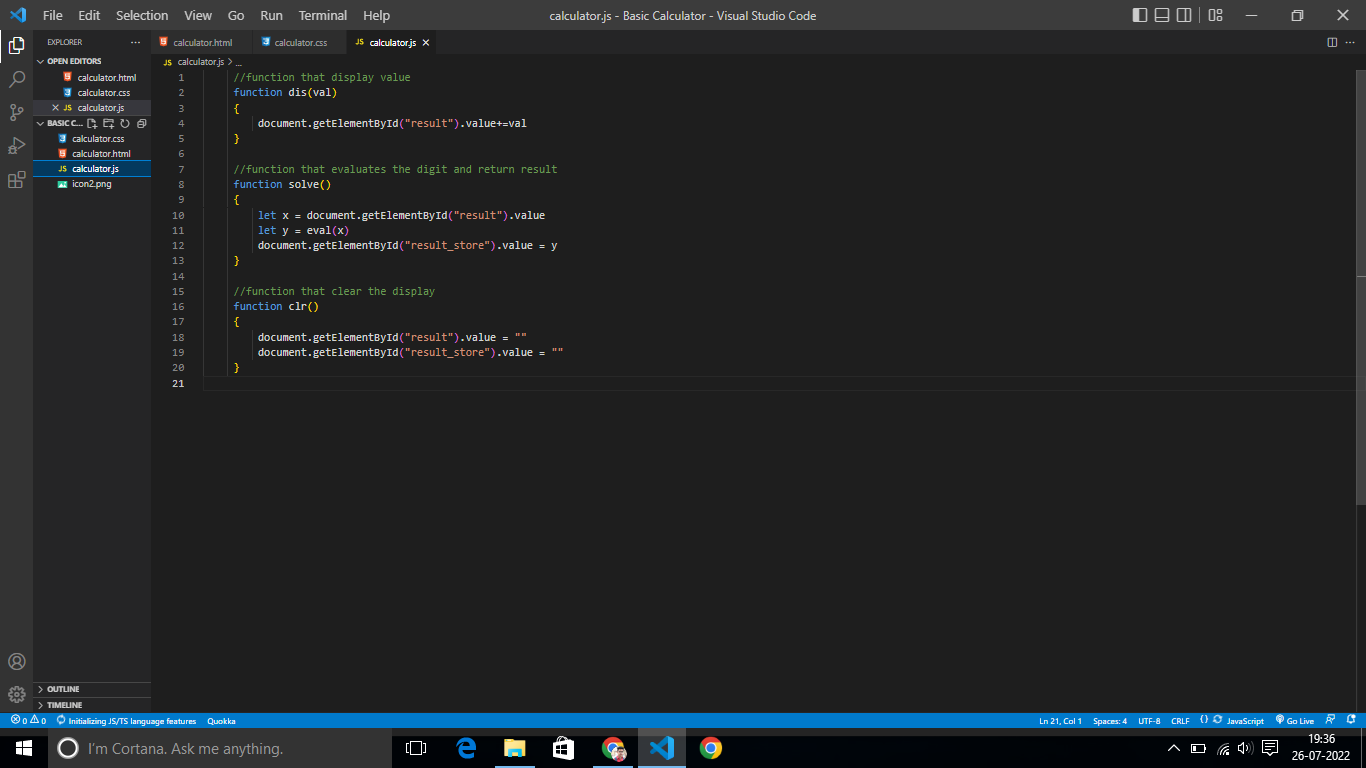 File Edit Selection View Go Run Terminal Help
calculator.js - Basic Calculator - Visual Studio Code
EXPLORER
OPEN EDITORS
calculator.html
calculator.css
JS calculator.js
BASIC C...
calculator.css
calculator.html
JS calculator.js
icon2.png
OUTLINE
TIMELINE
calculator.html calculator.css JS calculator.js
JS calculator.js > ...
1 //function that display value
2 function dis(val)
3 {
4 document.getElementById("result").value+=val
5 }
6
7 //function that evaluates the digit and return result
8 function solve()
9 {
10 let x = document.getElementById("result").value
11 let y = eval(x)
12 document.getElementById("result_store").value = y
13 }
14
15 //function that clear the display
16 function clr()
17 {
18 document.getElementById("result").value = ""
19 document.getElementById("result_store").value = ""
20 }
21
0 0 Initializing JS/TS language features Quokka Ln 21, Col 1 Spaces: 4 UTF-8 CRLF {} JavaScript Go Live
I'm Cortana. Ask me anything.
19:36
26-07-2022